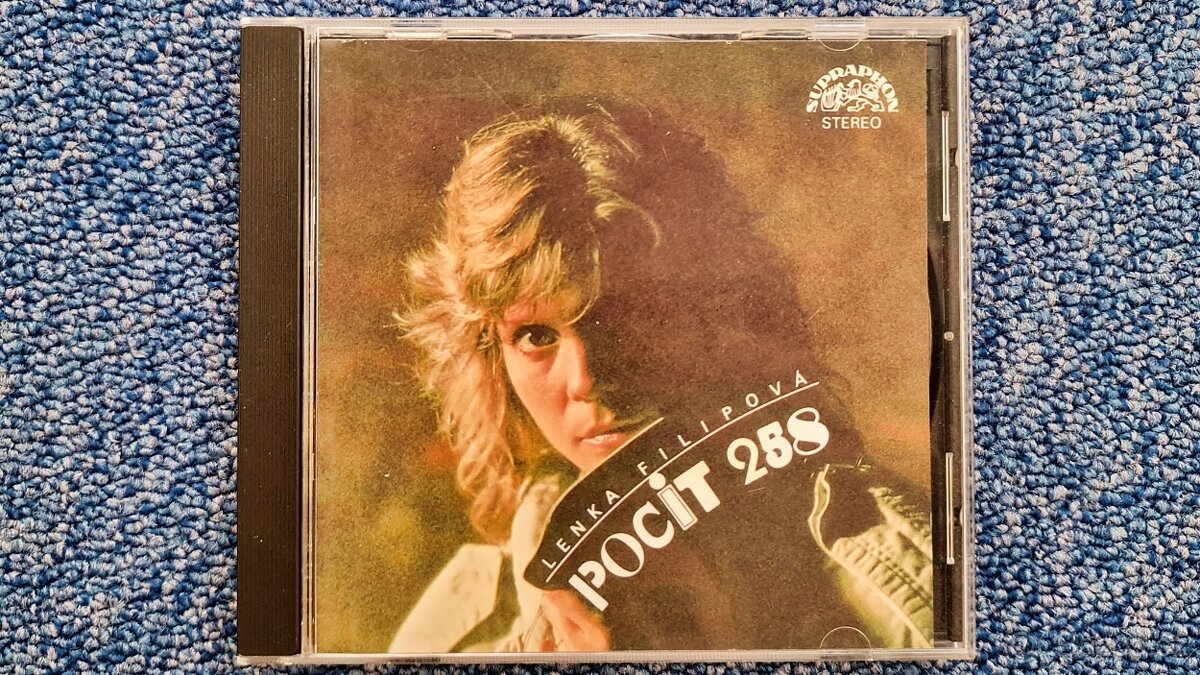 SUPRAPHON
STEREO
LENKA FILIPOVÁ
POCIT 258